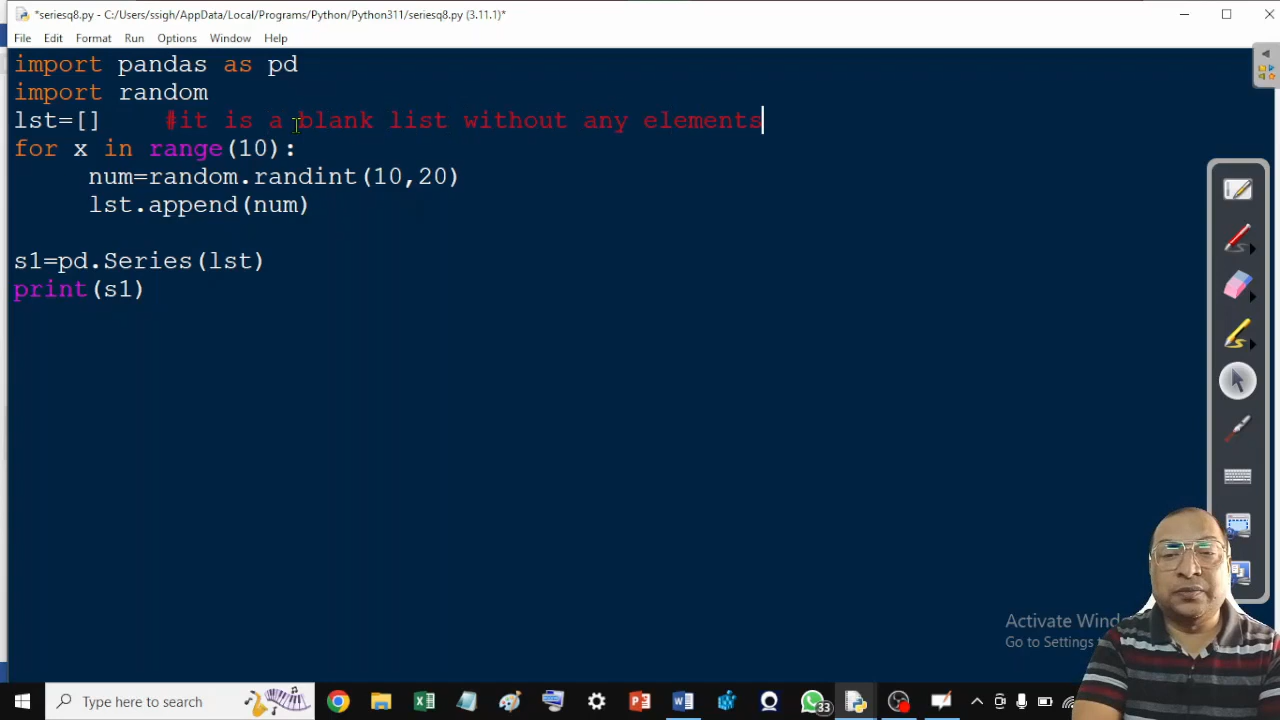 *seriesq8.py - C:/Users/ssigh/AppData/Local/Programs/Python/Python311/seriesq8.py (3.11.1)*
File Edit Format Run Options Window Help
import pandas as pd
import random
lst=[] #it is a blank list without any elements
for x in range(10):
num=random.randint(10,20)
lst.append(num)
s1=pd.Series(lst)
print(s1)
Activate
Go to Settings
Type here to search
33